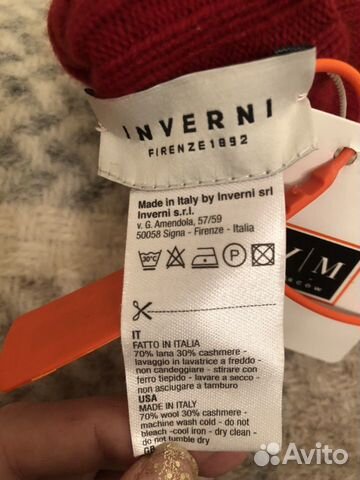 INVERNI
FIRENZE 1892
Made in Italy by Inverni srl
Inverni s.r.l.
v. G. Amendola, 57/59
50058 Signa - Firenze - Italia
30°C
P
IT
FATTO IN ITALIA
70% lana 30% cashmere -
lavaggio in lavatrice a freddo -
non candeggiare - stirare con
ferro tiepido - lavare a secco -
non asciugare a tamburo
USA
MADE IN ITALY
70% wool 30% cashmere -
machine wash cold - do not
bleach -cool iron - dry clean -
do not tumble dry
GB
M
Avito